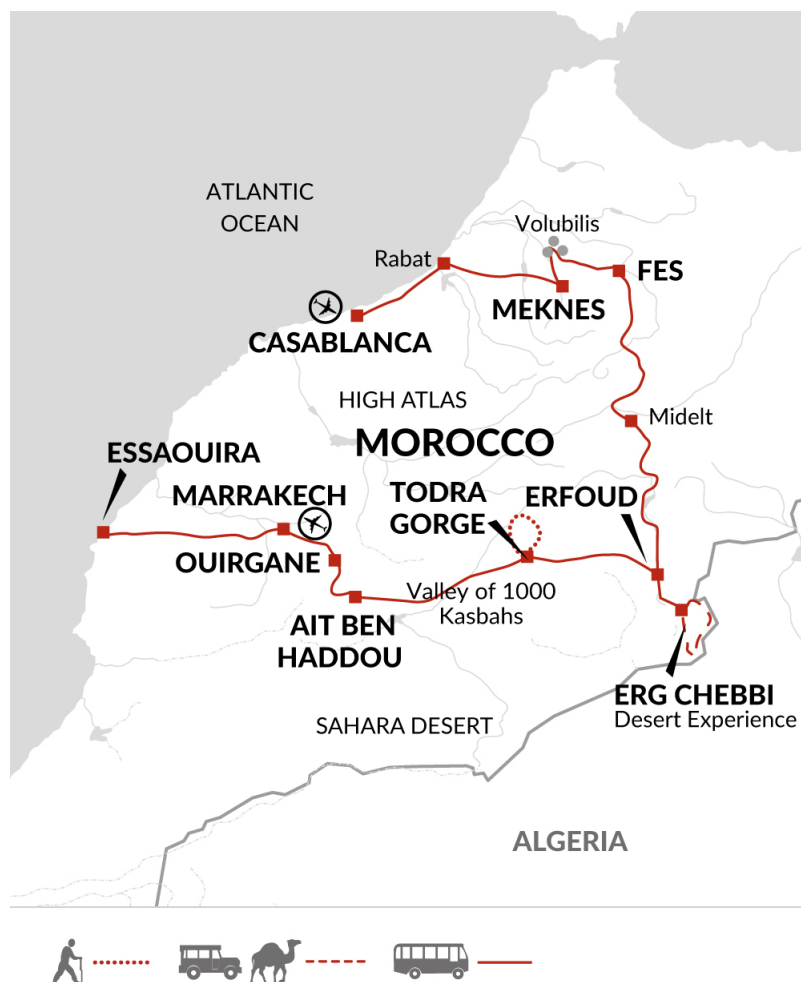 ATLANTIC
OCEAN
Volubilis
Rabat
FES
MEKNES
CASABLANCA
HIGH ATLAS
MOROCCO
Midelt
ESSAOUIRA
MARRAKECH
TODRA
GORGE
ERFOUD
OUIRGANE
Valley of 1000
Kasbahs
AIT BEN
HADDOU
ERG CHEBBI
Desert Experience
SAHARA DESERT
ALGERIA